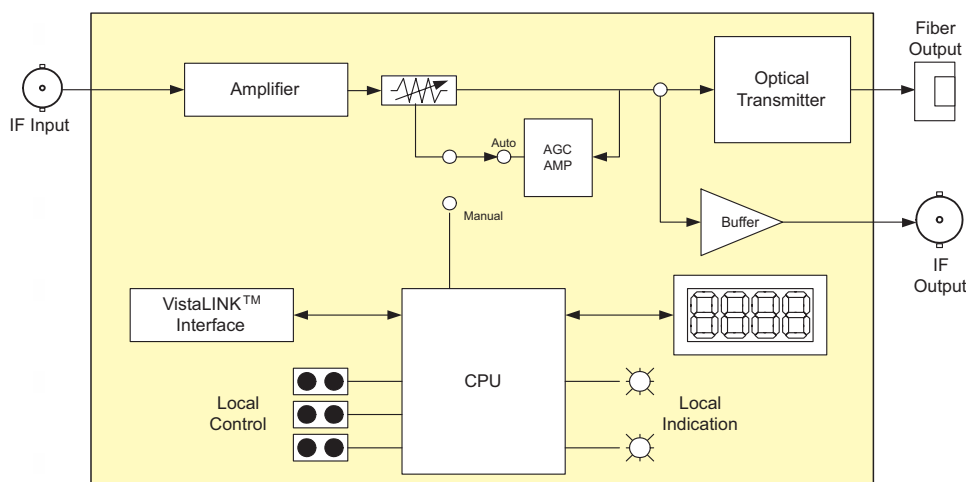 Fiber
Output
IF Input
Amplifier
Optical
Transmitter
Auto
AGC
AMP
Manual
Buffer
IF
Output
VistaLINK™
Interface
8888
CPU
Local
Control
Local
Indication